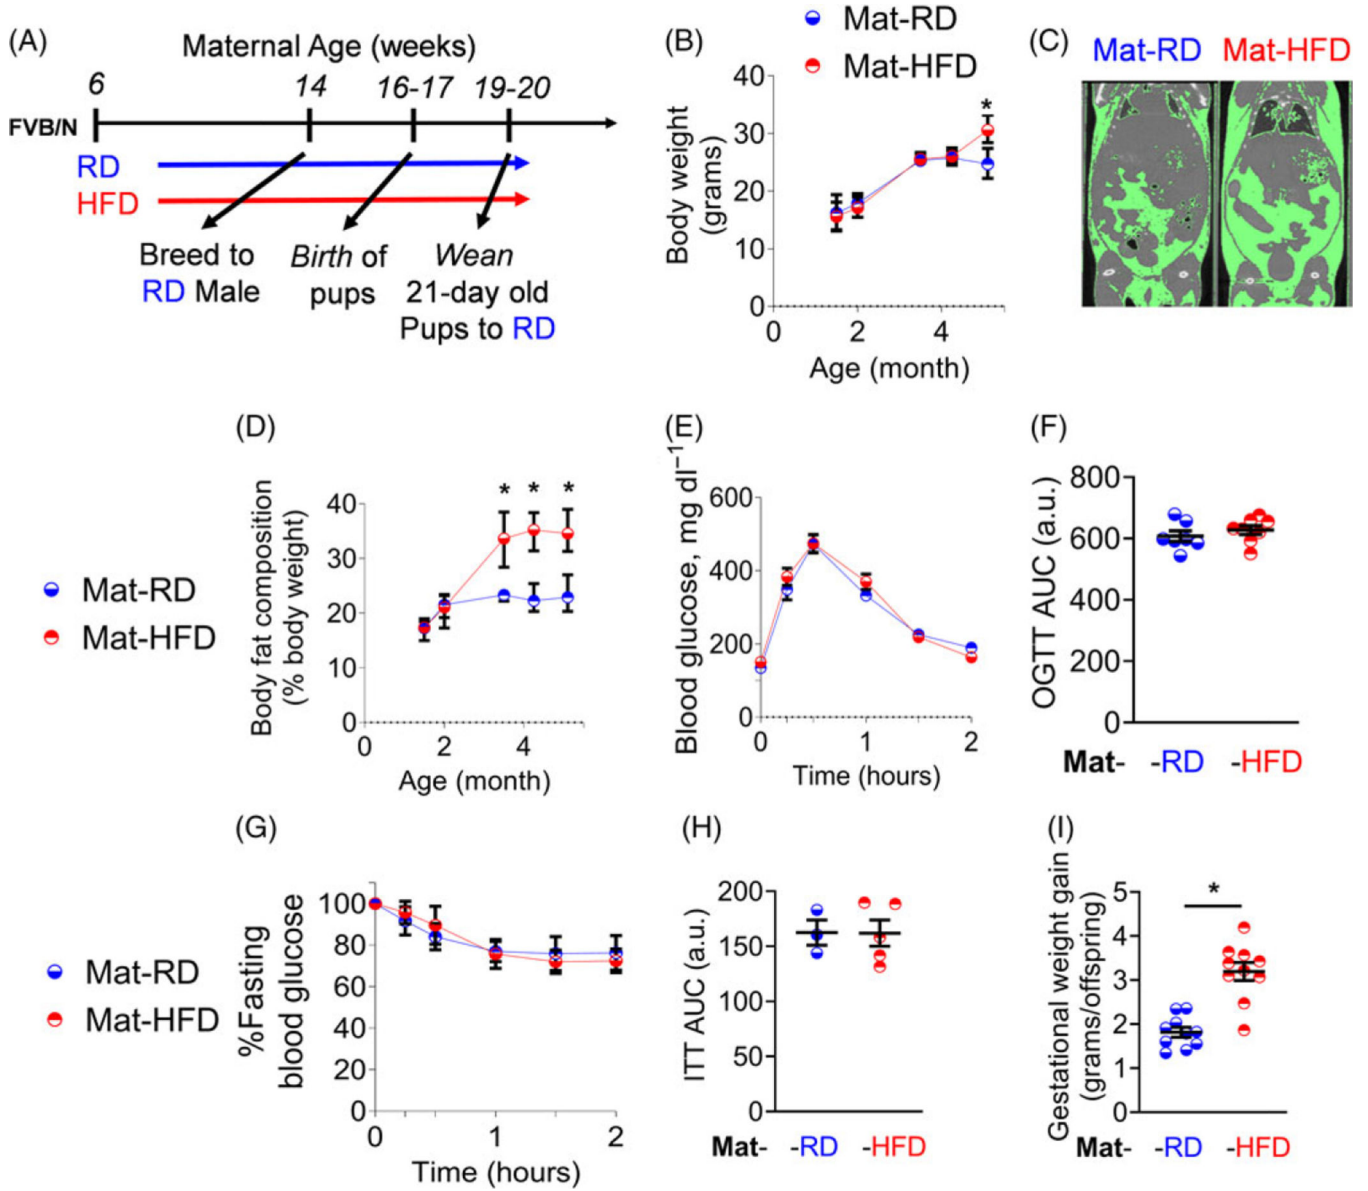 (A)
Maternal Age (weeks)
6 14 16-17 19-20
FVB/N
RD
HFD
Breed to
RD Male
Birth of
pups
Wean
21-day old
Pups to RD
(B)
Mat-RD
Mat-HFD
Body weight
(grams)
40
30
20
10
0
*
0 2 4
Age (month)
(C)
Mat-RD Mat-HFD
(D)
Mat-RD
Mat-HFD
Body fat composition
(% body weight)
40
30
20
10
0
* * *
0 2 4
Age (month)
(E)
Blood glucose, mg dl⁻¹
600
400
200
0
0 1 2
Time (hours)
(F)
OGTT AUC (a.u.)
800
600
400
200
0
Mat- -RD -HFD
(G)
Mat-RD
Mat-HFD
%Fasting
blood glucose
100
80
60
40
20
0
0 1 2
Time (hours)
(H)
ITT AUC (a.u.)
200
150
100
50
0
Mat- -RD -HFD
(I)
Gestational weight gain
(grams/offspring)
5
4
3
2
1
0
*
Mat- -RD -HFD